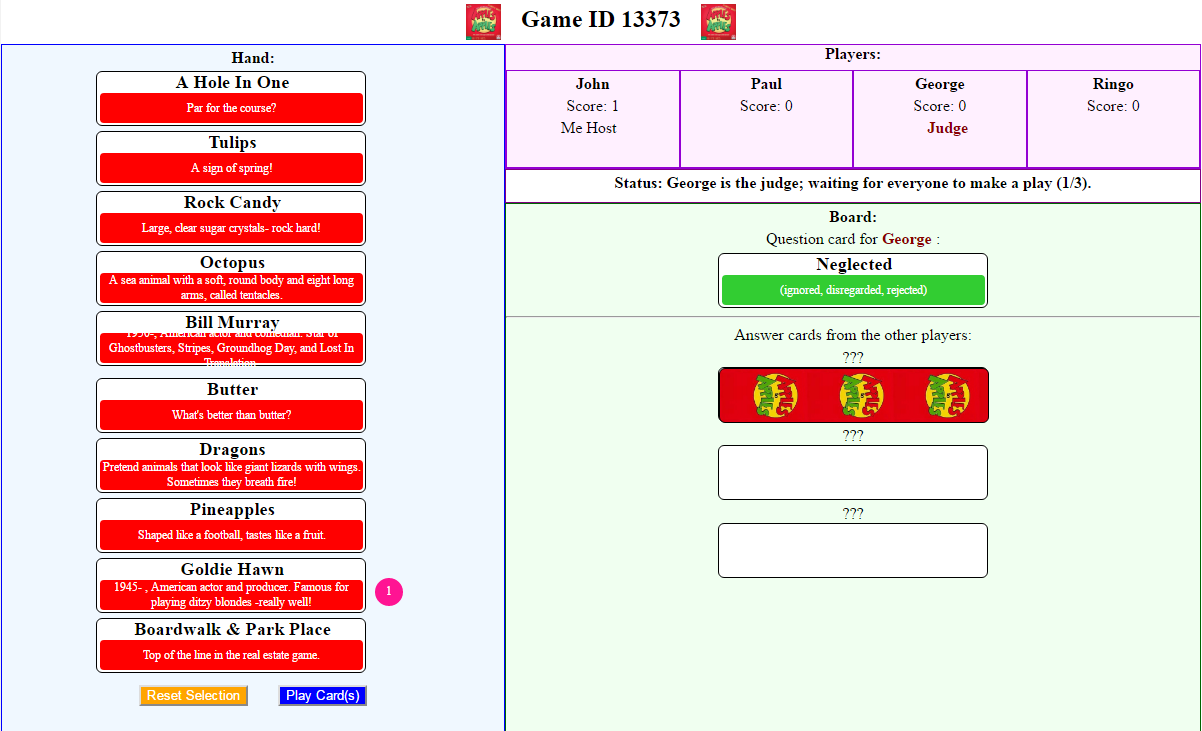 Game ID 13373
Hand:
A Hole In One
Par for the course?
Tulips
A sign of spring!
Rock Candy
Large, clear sugar crystals- rock hard!
Octopus
A sea animal with a soft, round body and eight long
arms, called tentacles.
Bill Murray
1950-, American actor and comedian. Star of
Ghostbusters, Stripes, Groundhog Day, and Lost In
Translation
Butter
What's better than butter?
Dragons
Pretend animals that look like giant lizards with wings.
Sometimes they breath fire!
Pineapples
Shaped like a football, tastes like a fruit.
Goldie Hawn
1945- , American actor and producer. Famous for
playing ditzy blondes -really well!
1
Boardwalk & Park Place
Top of the line in the real estate game.
Reset Selection
Play Card(s)
Players:
John
Score: 1
Me Host
Paul
Score: 0
George
Score: 0
Judge
Ringo
Score: 0
Status: George is the judge; waiting for everyone to make a play (1/3).
Board:
Question card for George :
Neglected
(ignored, disregarded, rejected)
Answer cards from the other players:
???
???
???